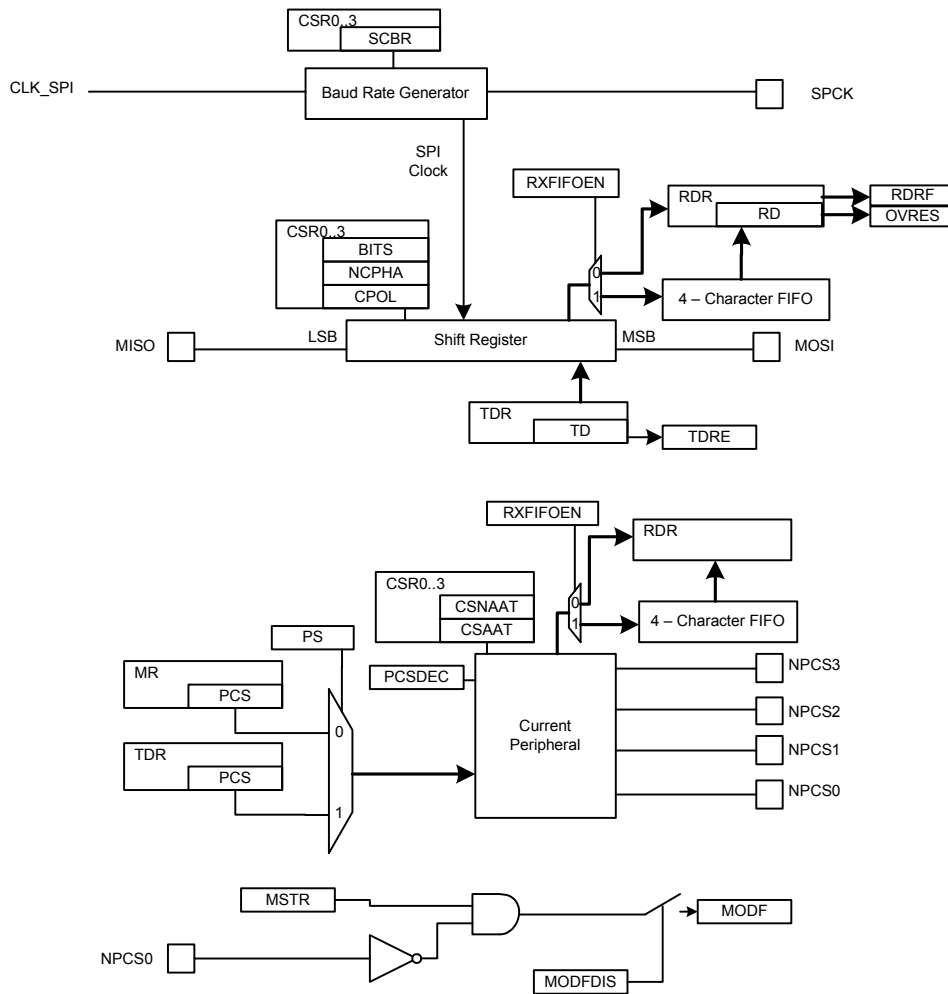 CSR0..3
SCBR
CLK_SPI
Baud Rate Generator
SPCK
SPI
Clock
RXFIFOEN
RDR
RD
RDRF
OVRES
CSR0..3
BITS
NCPHA
CPOL
0
1
4 – Character FIFO
MISO
LSB
Shift Register
MSB
MOSI
TDR
TD
TDRE
RXFIFOEN
RDR
CSR0..3
CSNAAT
CSAAT
0
1
4 – Character FIFO
PS
MR
PCS
PCSDEC
NPCS3
0
Current
Peripheral
NPCS2
TDR
PCS
NPCS1
1
NPCS0
MSTR
MODF
NPCS0
MODFDIS